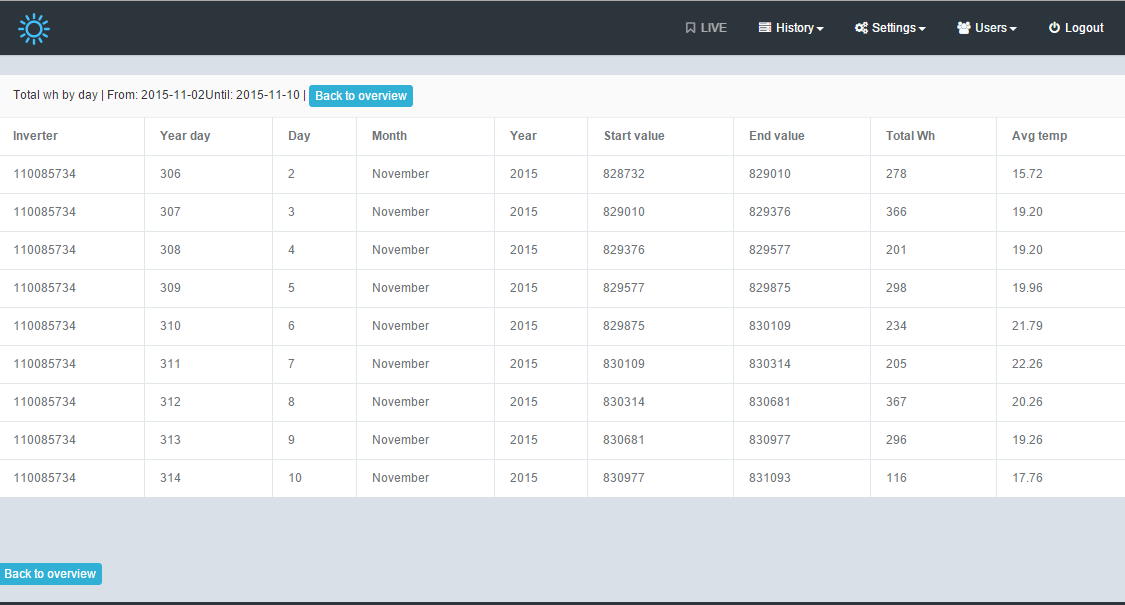 LIVE History Settings Users Logout
Total wh by day | From: 2015-11-02Until: 2015-11-10 | Back to overview
Inverter Year day Day Month Year Start value End value Total Wh Avg temp
110085734 306 2 November 2015 828732 829010 278 15.72
110085734 307 3 November 2015 829010 829376 366 19.20
110085734 308 4 November 2015 829376 829577 201 19.20
110085734 309 5 November 2015 829577 829875 298 19.96
110085734 310 6 November 2015 829875 830109 234 21.79
110085734 311 7 November 2015 830109 830314 205 22.26
110085734 312 8 November 2015 830314 830681 367 20.26
110085734 313 9 November 2015 830681 830977 296 19.26
110085734 314 10 November 2015 830977 831093 116 17.76
Back to overview